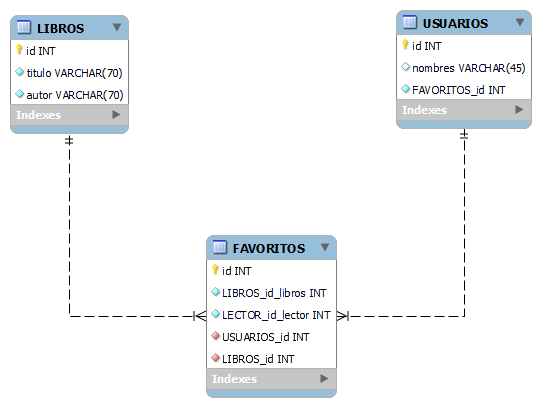 LIBROS
id INT
titulo VARCHAR(70)
autor VARCHAR(70)
Indexes
USUARIOS
id INT
nombres VARCHAR(45)
FAVORITOS_id INT
Indexes
FAVORITOS
id INT
LIBROS_id_libros INT
LECTOR_id_lector INT
USUARIOS_id INT
LIBROS_id INT
Indexes